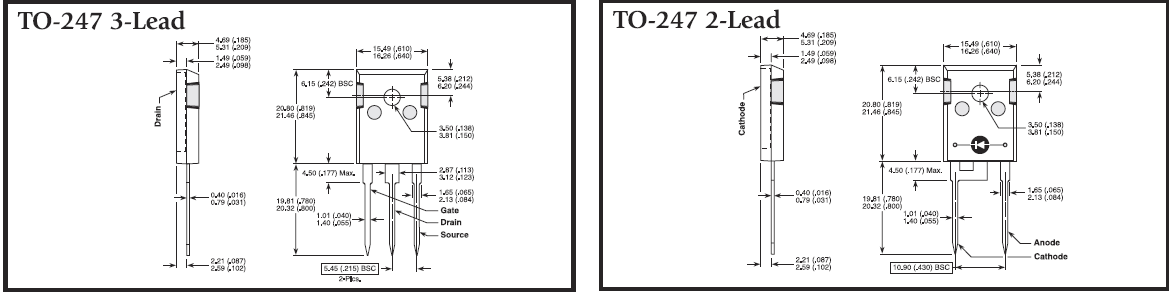 TO-247 3-Lead
4.69 (.185)
5.31 (.209)
1.49 (.059)
2.49 (.098)
15.49 (.610)
16.26 (.640)
6.15 (.242) BSC
5.38 (.212)
6.20 (.244)
Drain
20.80 (.819)
21.46 (.845)
3.50 (.138)
3.81 (.150)
4.50 (.177) Max.
2.87 (.113)
3.12 (.123)
0.40 (.016)
0.79 (.031)
19.81 (.780)
20.32 (.800)
1.65 (.065)
2.13 (.084)
1.01 (.040)
1.40 (.055)
Gate
Drain
Source
2.21 (.087)
2.59 (.102)
5.45 (.215) BSC
2-Plcs.
TO-247 2-Lead
4.69 (.185)
5.31 (.209)
1.49 (.059)
2.49 (.098)
15.49 (.610)
16.26 (.640)
6.15 (.242) BSC
5.38 (.212)
6.20 (.244)
Cathode
20.80 (.819)
21.46 (.845)
3.50 (.138)
3.81 (.150)
4.50 (.177) Max.
0.40 (.016)
0.79 (.031)
19.81 (.780)
20.32 (.800)
1.65 (.065)
2.13 (.084)
1.01 (.040)
1.40 (.055)
Anode
Cathode
2.21 (.087)
2.59 (.102)
10.90 (.430) BSC